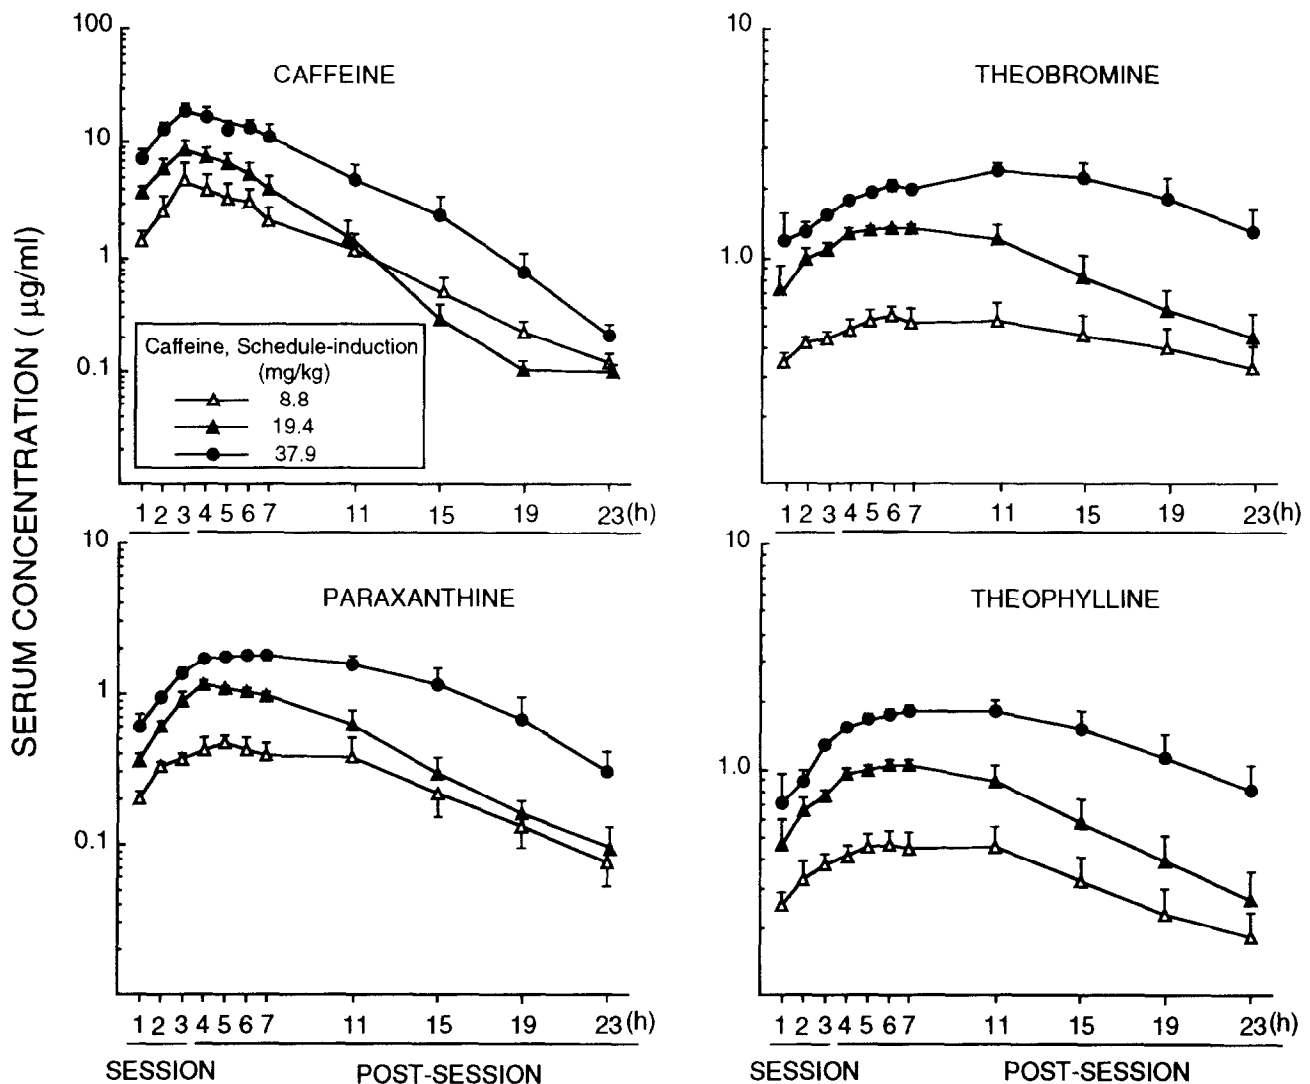 SERUM CONCENTRATION ( µg/ml)
CAFFEINE
100
10
1
0.1
Caffeine, Schedule-induction
(mg/kg)
8.8
19.4
37.9
1 2 3 4 5 6 7 11 15 19 23 (h)
THEOBROMINE
10
1.0
1 2 3 4 5 6 7 11 15 19 23 (h)
PARAXANTHINE
10
1
0.1
1 2 3 4 5 6 7 11 15 19 23 (h)
SESSION POST-SESSION
THEOPHYLLINE
10
1.0
1 2 3 4 5 6 7 11 15 19 23 (h)
SESSION POST-SESSION